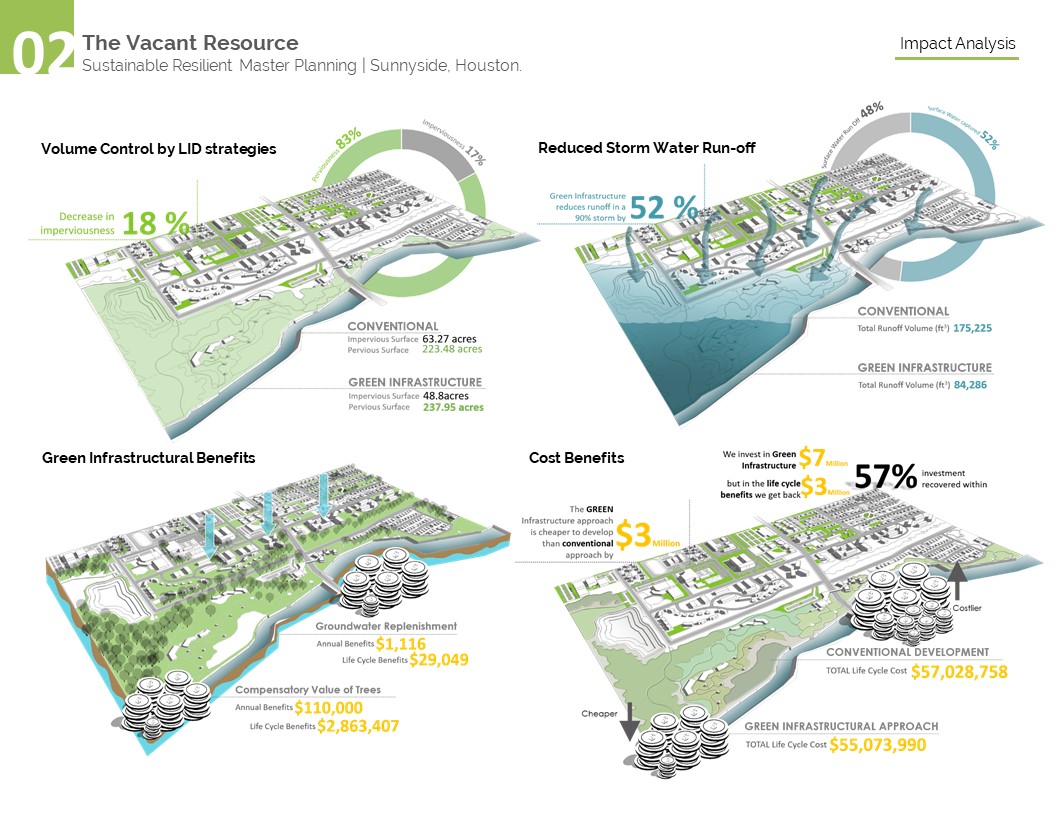 02
The Vacant Resource
Sustainable Resilient Master Planning | Sunnyside, Houston.
Impact Analysis
Volume Control by LID strategies
Perviousness 83%
Imperviousness 17%
Decrease in
imperviousness 18 %
CONVENTIONAL
Impervious Surface 63.27 acres
Pervious Surface 223.48 acres
GREEN INFRASTRUCTURE
Impervious Surface 48.8acres
Pervious Surface 237.95 acres
Reduced Storm Water Run-off
Surface Water Run Off 48%
Surface Water captured 52%
Green Infrastructure
reduces runoff in a
90% storm by
52 %
CONVENTIONAL
Total Runoff Volume (ft³) 175,225
GREEN INFRASTRUCTURE
Total Runoff Volume (ft³) 84,286
Green Infrastructural Benefits
Groundwater Replenishment
Annual Benefits $1,116
Life Cycle Benefits $29,049
Compensatory Value of Trees
Annual Benefits $110,000
Life Cycle Benefits $2,863,407
Cost Benefits
We invest in Green
Infrastructure $7 Million
but in the life cycle
benefits we get back $3 Million
57% investment
recovered within
The GREEN
Infrastructure approach
is cheaper to develop
than conventional
approach by
$3 Million
Costlier
CONVENTIONAL DEVELOPMENT
TOTAL Life Cycle Cost $57,028,758
Cheaper
GREEN INFRASTRUCTURAL APPROACH
TOTAL Life Cycle Cost $55,073,990